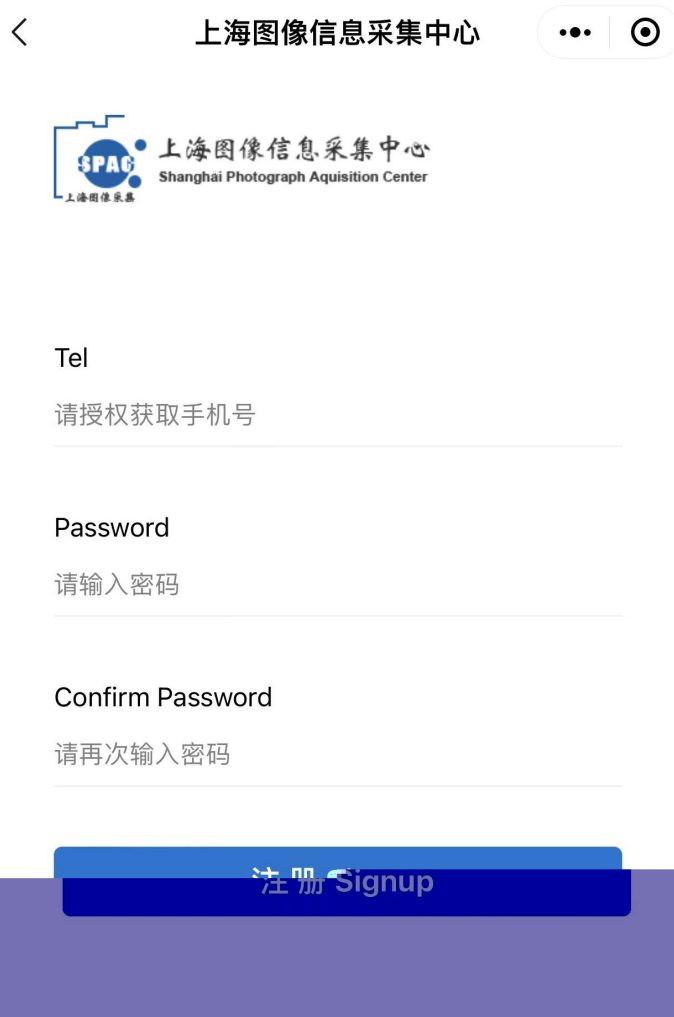 上海图像信息采集中心
SPAC
上海图像采集
上海图像信息采集中心
Shanghai Photograph Aquisition Center
Tel
请授权获取手机号
Password
请输入密码
Confirm Password
请再次输入密码
注 册 Signup